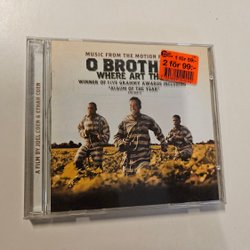 MUSIC FROM THE MOTION
O BROTH
WHERE ART TH
WINNER OF FIVE GRAMMY AWARDS INCLUDING
"ALBUM OF THE YEAR"
2 för 99:-
A FILM BY JOEL COEN & ETHAN COEN